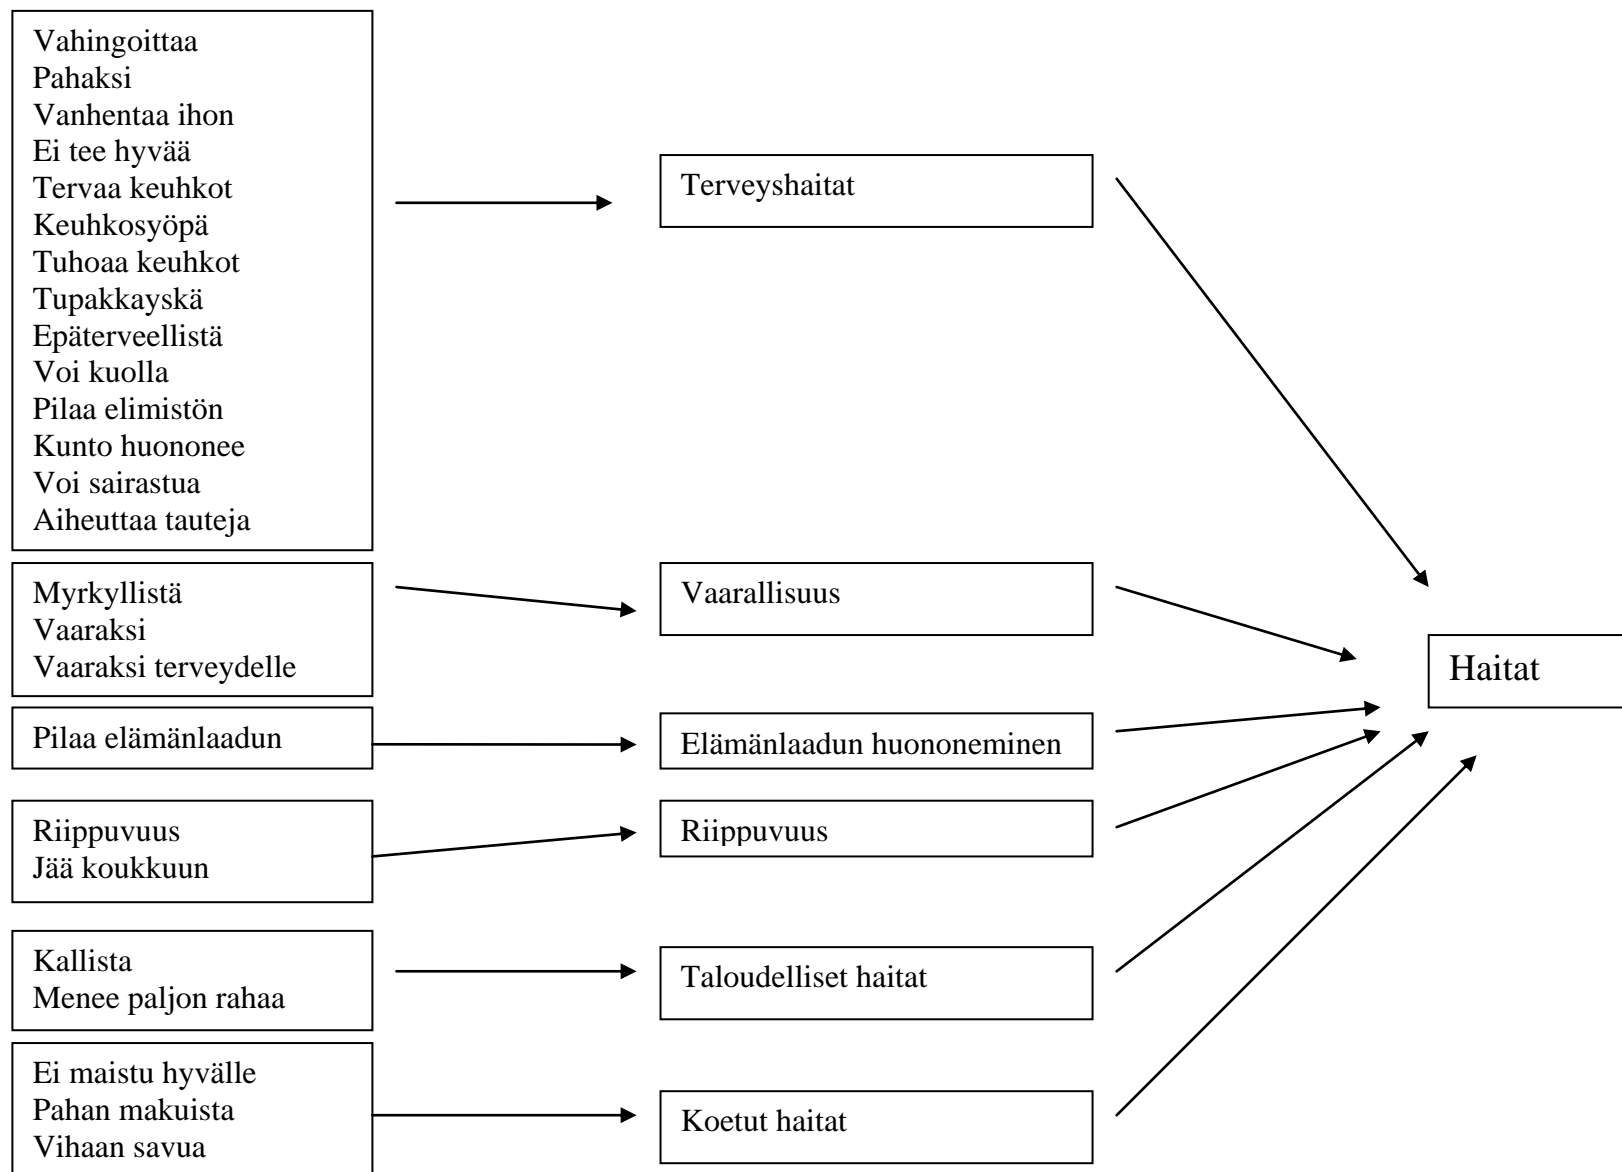 Vahingoittaa
Pahaksi
Vanhentaa ihon
Ei tee hyvää
Tervaa keuhkot
Keuhkosyöpä
Tuhoaa keuhkot
Tupakkayskä
Epäterveellistä
Voi kuolla
Pilaa elimistön
Kunto huononee
Voi sairastua
Aiheuttaa tauteja
Terveyshaitat
Myrkyllistä
Vaaraksi
Vaaraksi terveydelle
Vaarallisuus
Haitat
Pilaa elämänlaadun
Elämänlaadun huononeminen
Riippuvuus
Jää koukkuun
Riippuvuus
Kallista
Menee paljon rahaa
Taloudelliset haitat
Ei maistu hyvälle
Pahan makuista
Vihaan savua
Koetut haitat